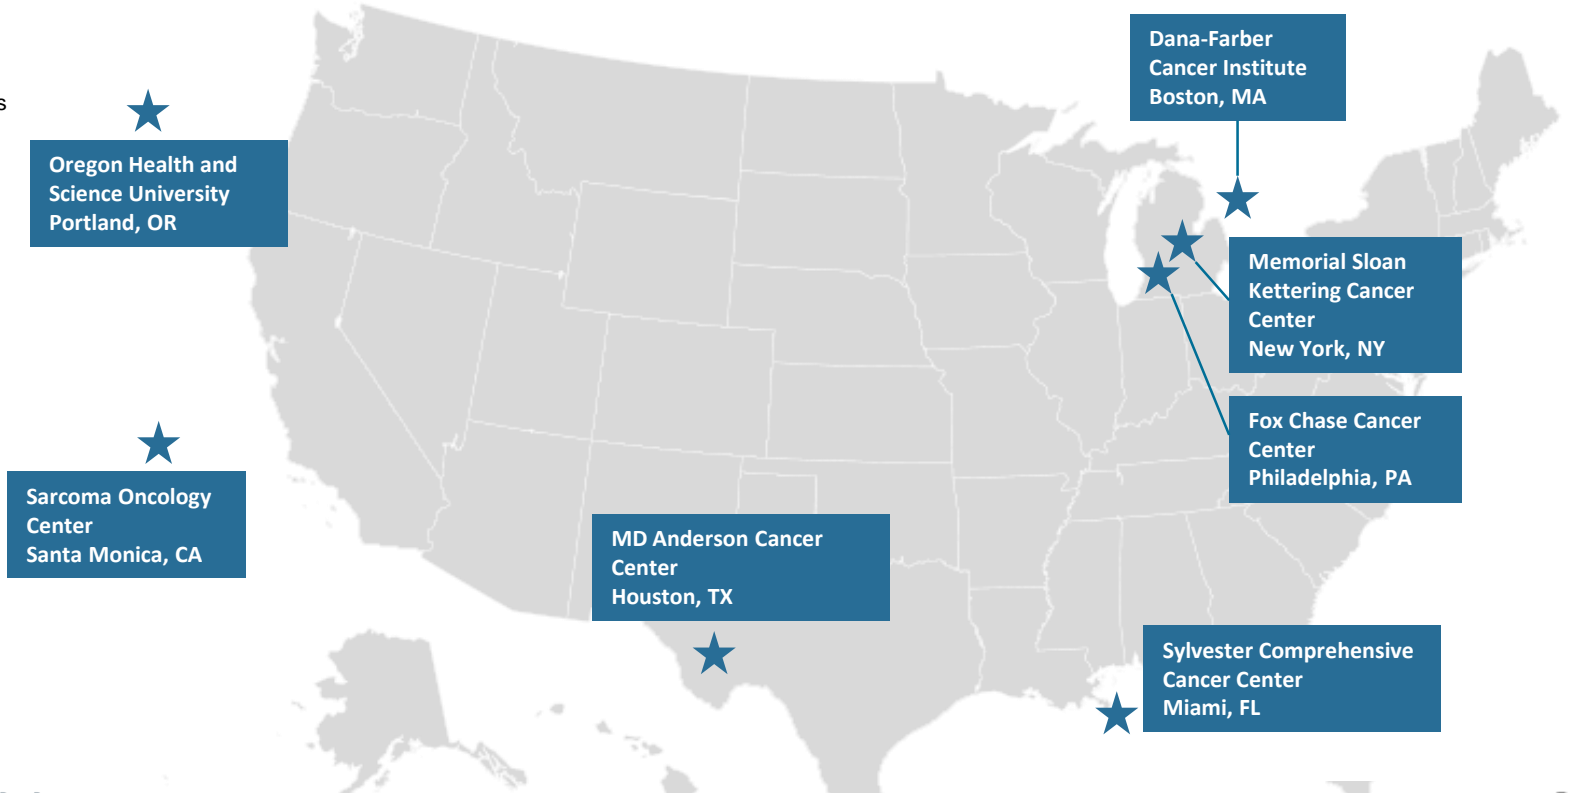 s
Oregon Health and
Science University
Portland, OR
Sarcoma Oncology
Center
Santa Monica, CA
MD Anderson Cancer
Center
Houston, TX
Dana-Farber
Cancer Institute
Boston, MA
Memorial Sloan
Kettering Cancer
Center
New York, NY
Fox Chase Cancer
Center
Philadelphia, PA
Sylvester Comprehensive
Cancer Center
Miami, FL